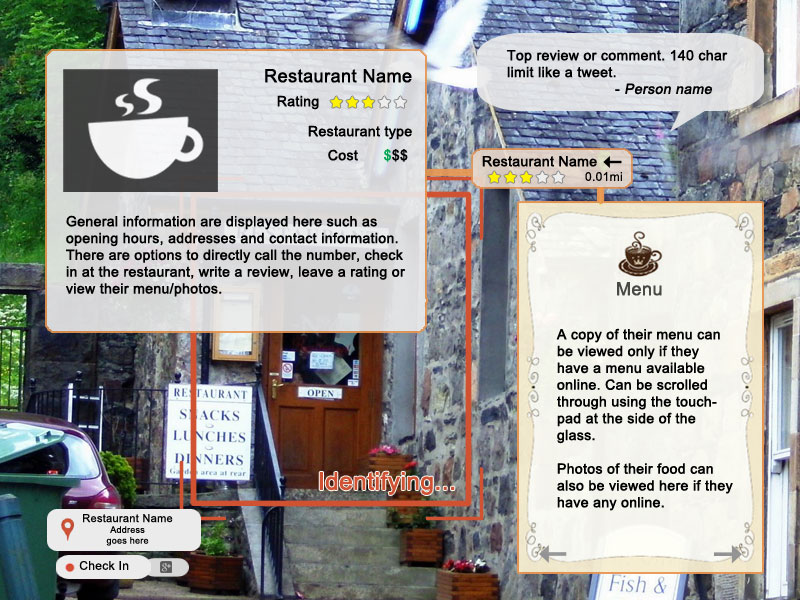 Restaurant Name
Rating
Restaurant type
Cost $$$
General information are displayed here such as
opening hours, addresses and contact information.
There are options to directly call the number, check
in at the restaurant, write a review, leave a rating or
view their menu/photos.
Top review or comment. 140 char
limit like a tweet.
- Person name
Restaurant Name
0.01mi
Menu
A copy of their menu can
be viewed only if they
have a menu available
online. Can be scrolled
through using the touch-
pad at the side of the
glass.
Photos of their food can
also be viewed here if they
have any online.
OPEN
RESTAURANT
SNACKS
LUNCHES
DINNERS
Garden area at rear
Identifying...
Restaurant Name
Address
goes here
Check In
g+
Fish &